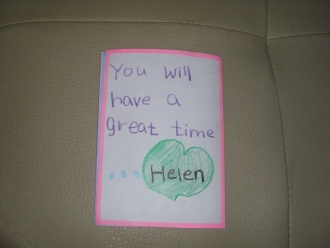 You will
have a
great time
... Helen